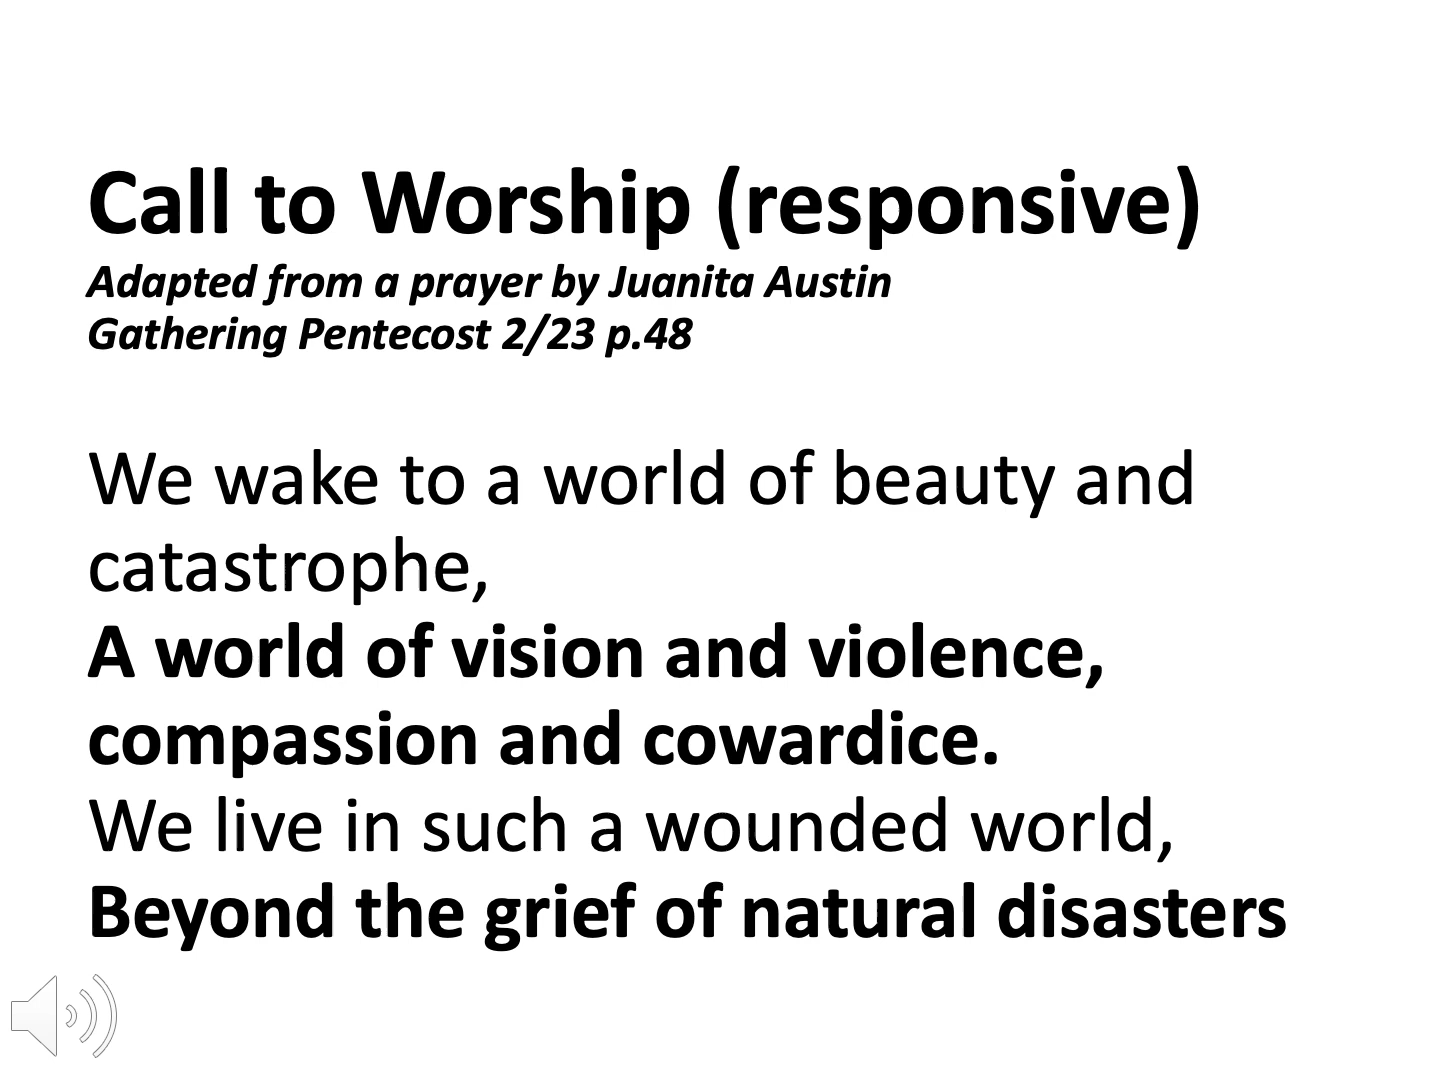 Call to Worship (responsive)
Adapted from a prayer by Juanita Austin
Gathering Pentecost 2/23 p.48
We wake to a world of beauty and
catastrophe,
A world of vision and violence,
compassion and cowardice.
We live in such a wounded world,
Beyond the grief of natural disasters